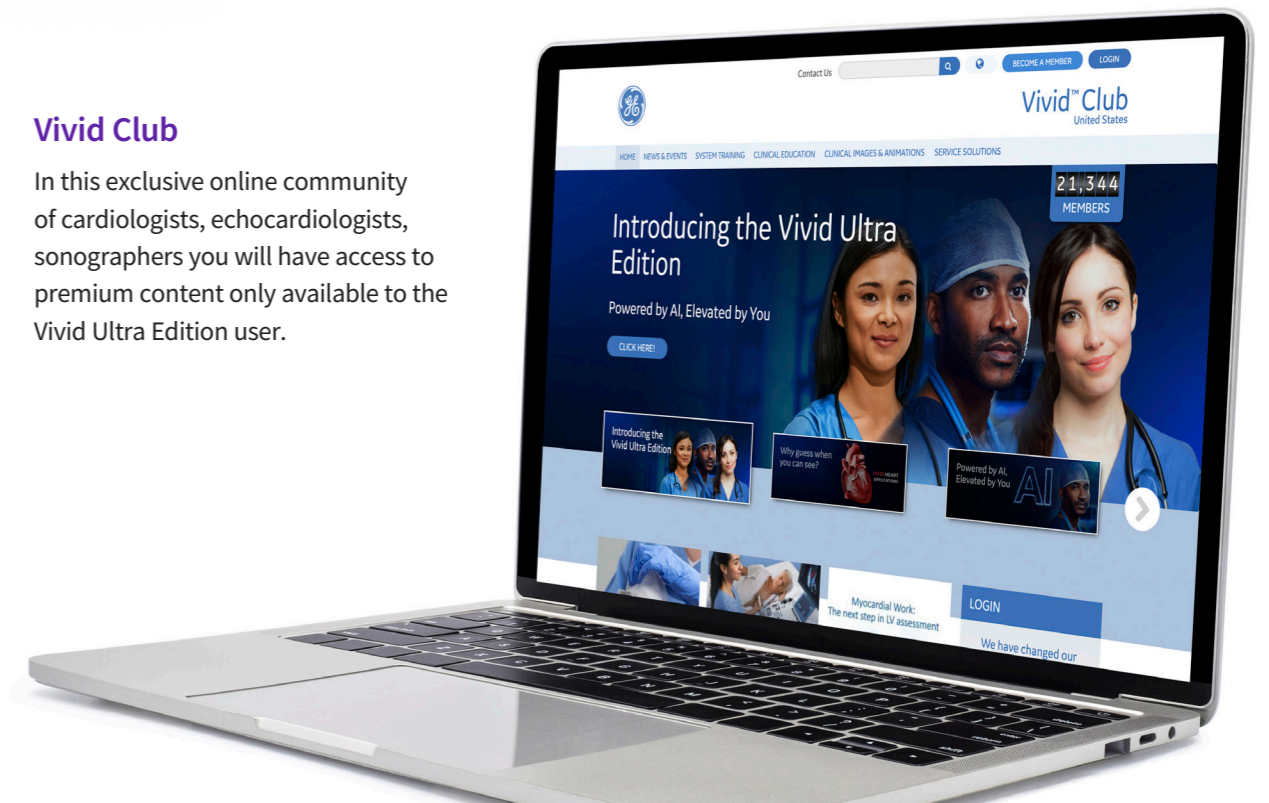 Vivid Club
In this exclusive online community
of cardiologists, echocardiologists,
sonographers you will have access to
premium content only available to the
Vivid Ultra Edition user.
Contact Us
BECOME A MEMBER
LOGIN
GE
Vivid™ Club
United States
HOME NEWS & EVENTS SYSTEM TRAINING CLINICAL EDUCATION CLINICAL IMAGES & ANIMATIONS SERVICE SOLUTIONS
21,344
MEMBERS
Introducing the Vivid Ultra
Edition
Powered by AI, Elevated by You
CLICK HERE!
Introducing the
Vivid Ultra Edition
Why guess when
you can see?
VIVID HEART
APPLICATIONS
Powered by AI,
Elevated by You
AI
Myocardial Work:
The next step in LV assessment
LOGIN
We have changed our